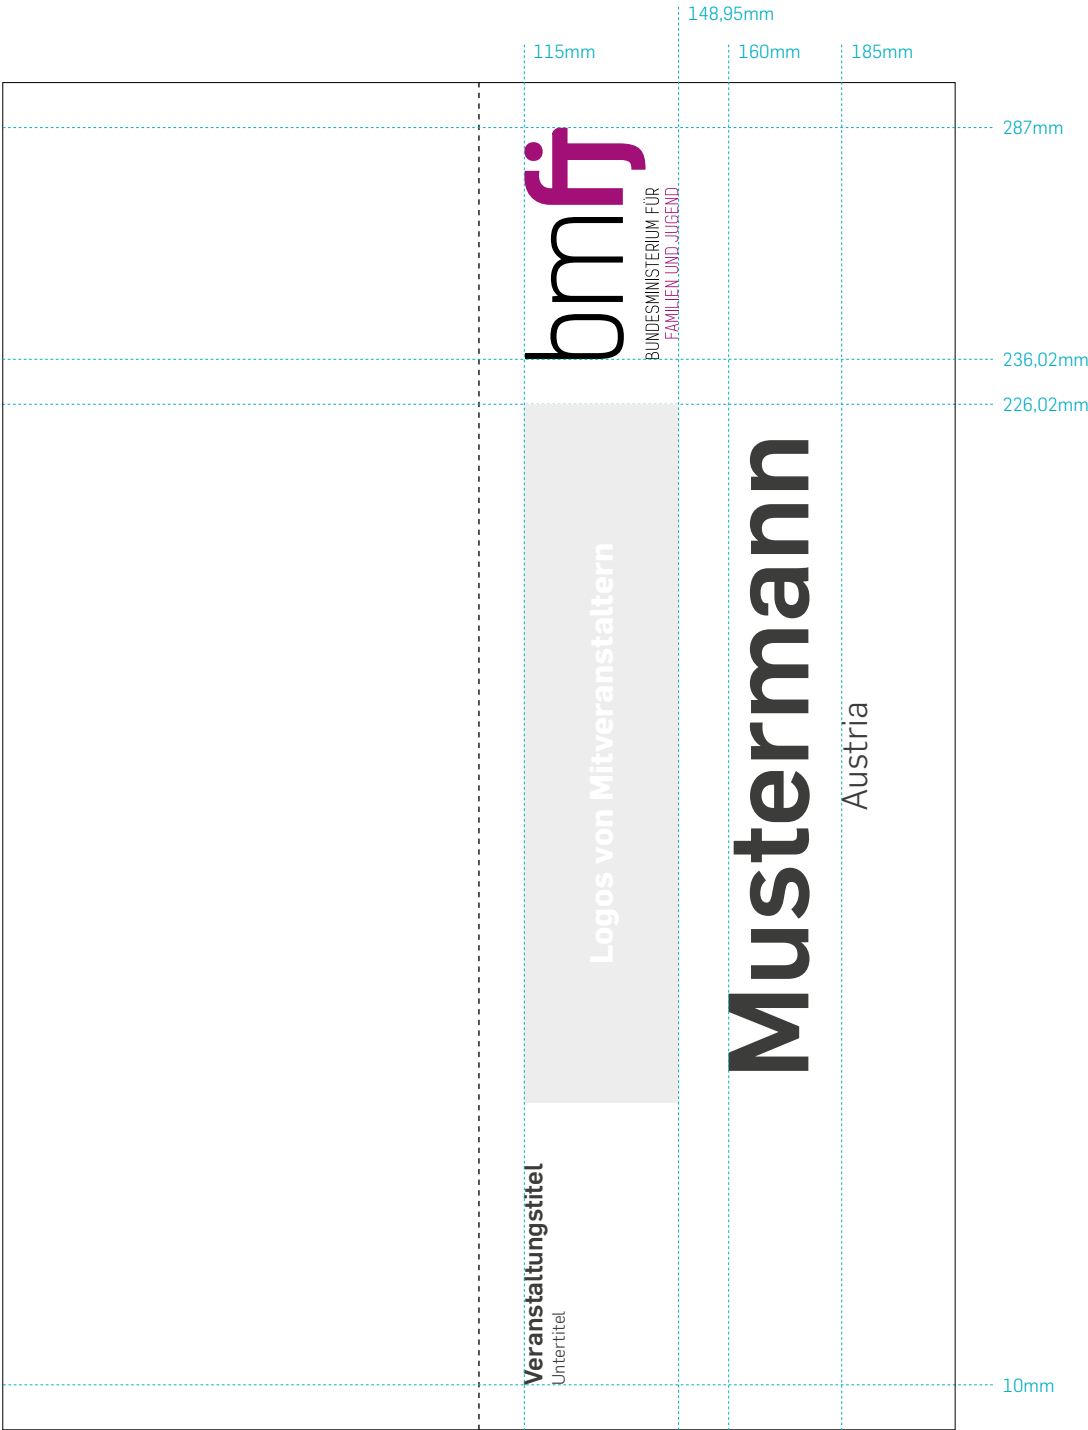 148,95mm
115mm
160mm
185mm
287mm
bmfj
BUNDESMINISTERIUM FÜR
FAMILIEN UND JUGEND
236,02mm
226,02mm
Logos von Mitveranstaltern
Mustermann
Austria
Veranstaltungstitel
Untertitel
10mm